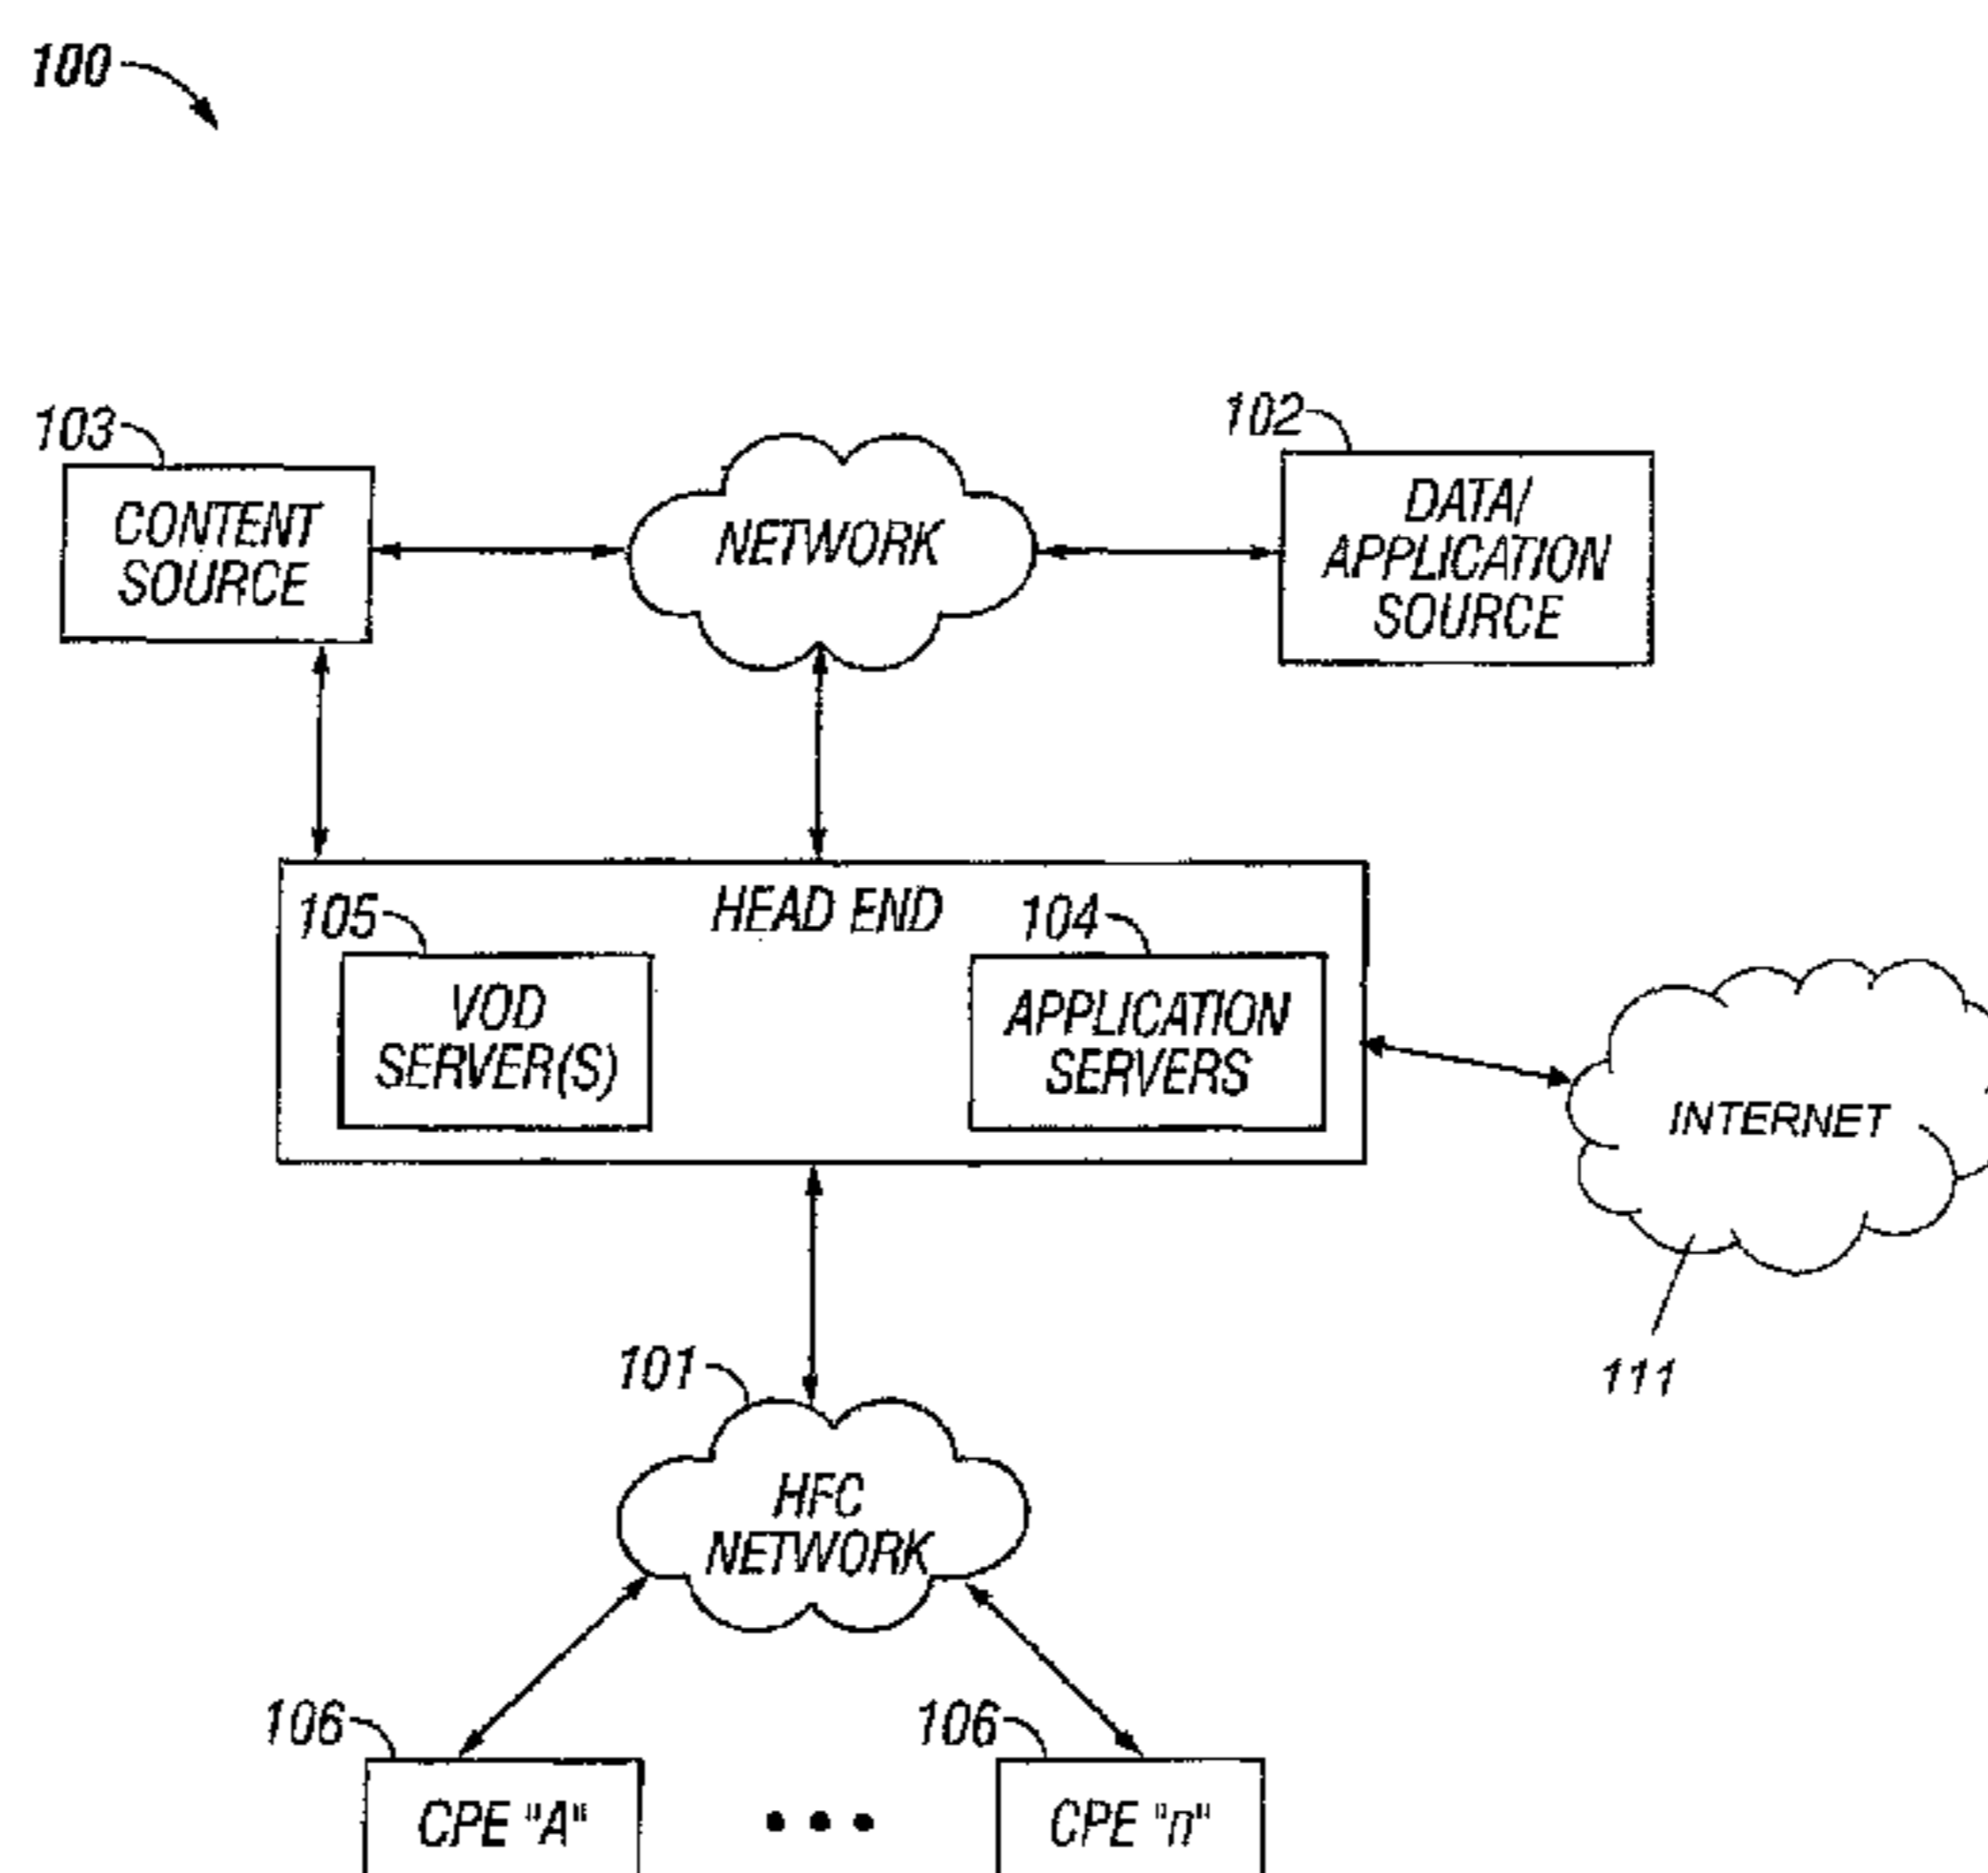 100
103
102
CONTENT
SOURCE
NETWORK
DATA/
APPLICATION
SOURCE
HEAD END
105
104
VOD
SERVER(S)
APPLICATION
SERVERS
INTERNET
111
101
HFC
NETWORK
106
106
CPE "A"
CPE "n"